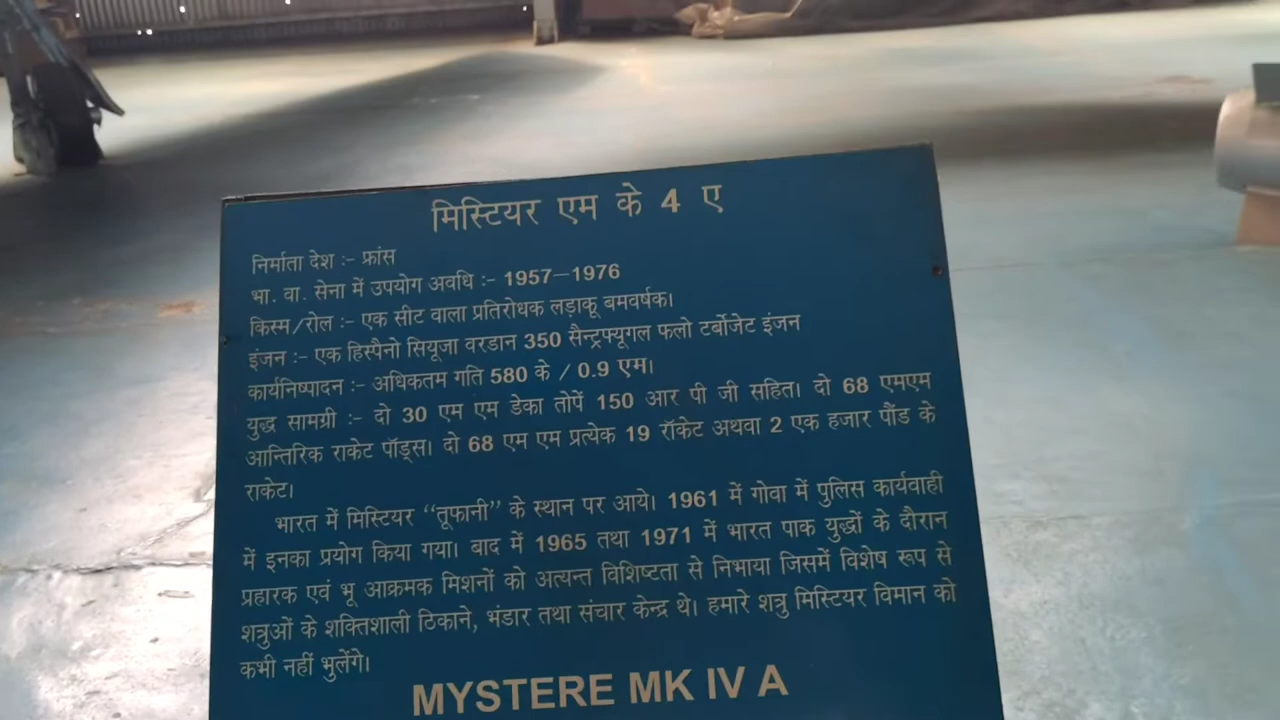 मिस्टियर एम के 4 ए
निर्माता देश :– फ्रांस
भा. वा. सेना में उपयोग अवधि :– 1957–1976
किस्म/रोल :– एक सीट वाला प्रतिरोधक लड़ाकू बमवर्षक।
इंजन :– एक हिस्पैनो सियूजा वरडान 350 सैन्ट्रफ्यूगल फलो टर्बोजेट इंजन
कार्यनिष्पादन :– अधिकतम गति 580 के / 0.9 एम।
युद्ध सामग्री :– दो 30 एम एम डेका तोपें 150 आर पी जी सहित। दो 68 एमएम
आन्तिरिक राकेट पॉड्स। दो 68 एम एम प्रत्येक 19 रॉकेट अथवा 2 एक हजार पौंड के
राकेट।
भारत में मिस्टियर “तूफानी” के स्थान पर आये। 1961 में गोवा में पुलिस कार्यवाही
में इनका प्रयोग किया गया। बाद में 1965 तथा 1971 में भारत पाक युद्धों के दौरान
प्रहारक एवं भू आक्रमक मिशनों को अत्यन्त विशिष्टता से निभाया जिसमें विशेष रूप से
शत्रुओं के शक्तिशाली ठिकाने, भंडार तथा संचार केन्द्र थे। हमारे शत्रु मिस्टियर विमान को
कभी नहीं भुलेंगे।
MYSTERE MK IV A